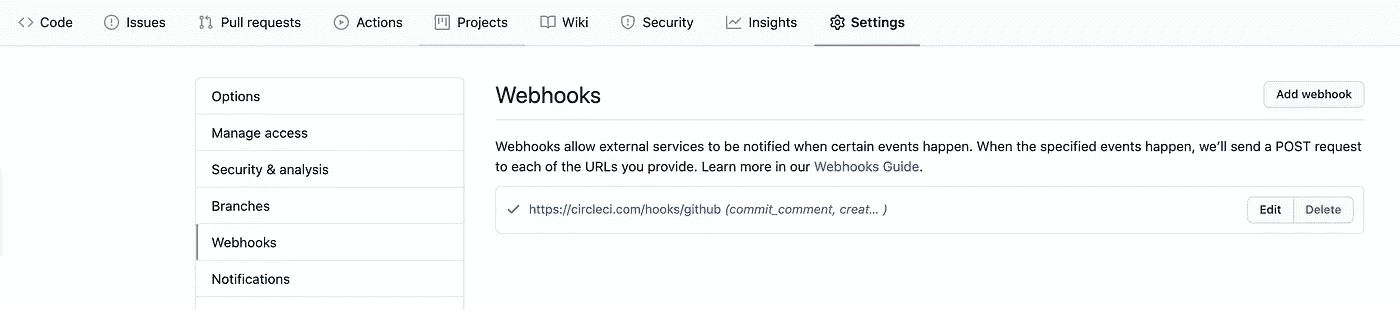 Code Issues Pull requests Actions Projects Wiki Security Insights Settings
Options
Manage access
Security & analysis
Branches
Webhooks
Notifications
Webhooks
Add webhook
Webhooks allow external services to be notified when certain events happen. When the specified events happen, we’ll send a POST request
to each of the URLs you provide. Learn more in our Webhooks Guide.
https://circleci.com/hooks/github (commit_comment, creat... )
Edit Delete